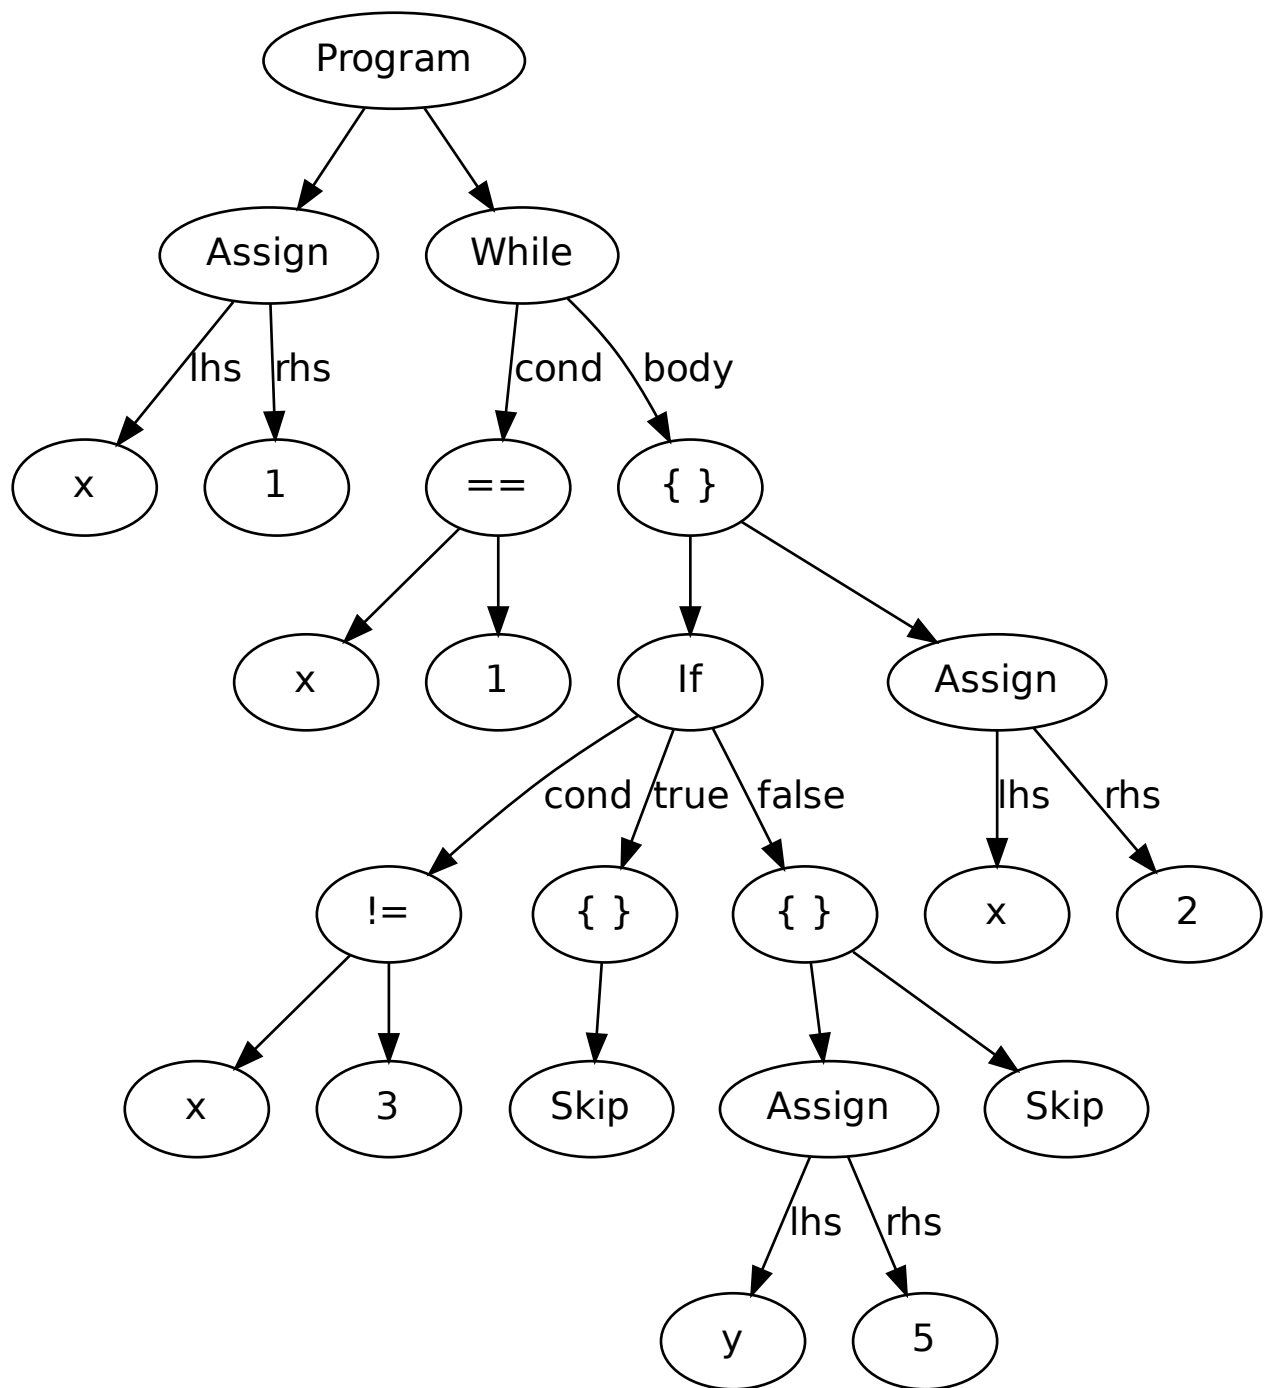 Program
Assign
While
lhs
rhs
cond
body
x
1
==
{ }
x
1
If
Assign
cond
true
false
lhs
rhs
!=
{ }
{ }
x
2
x
3
Skip
Assign
Skip
lhs
rhs
y
5